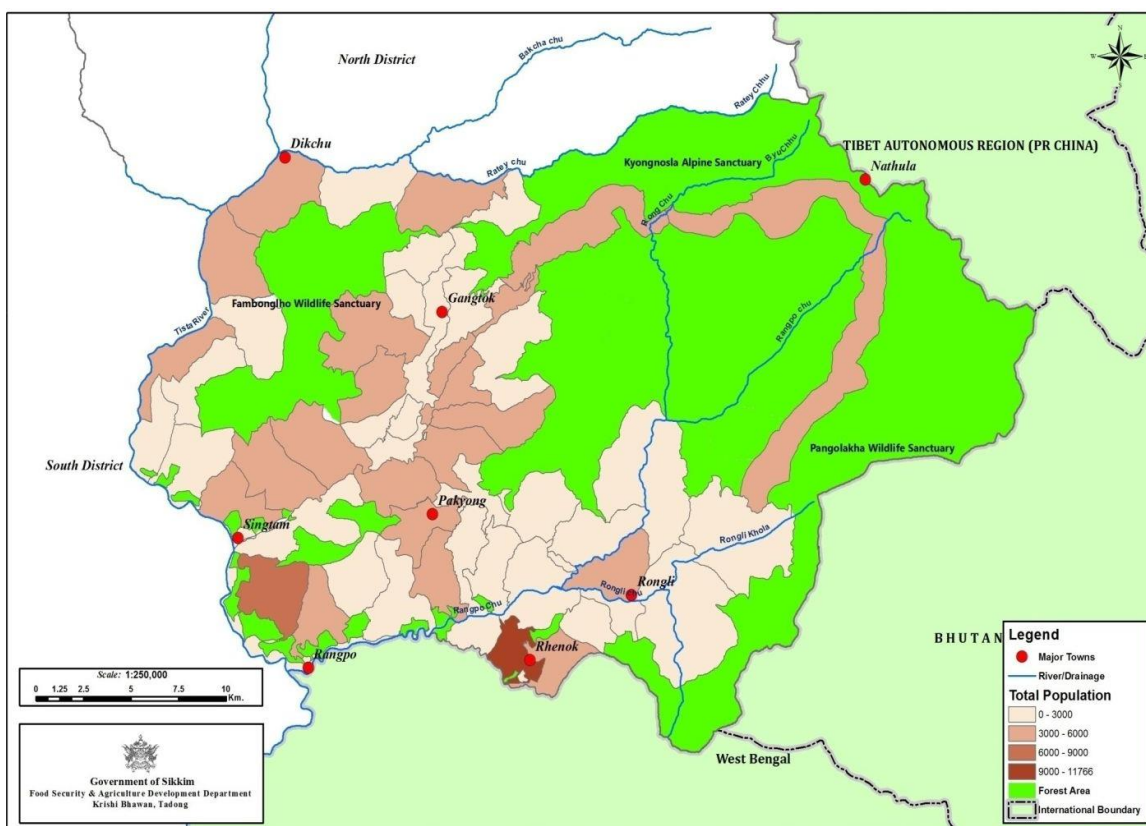 North District
Bakcha chu
Ratey Chhu
Dikchu
Ratey chu
Kyongnosla Alpine Sanctuary
ByuChhu
TIBET AUTONOMOUS REGION (PR CHINA)
Nathula
N
W
E
S
Rong Chu
Rangpo chu
Gangtok
Fambonglho Wildlife Sanctuary
Tista River
South District
Pangolakha Wildlife Sanctuary
Pakyong
Singtam
Rongli Khola
Rongli
Rongli chu
Rangpo Chu
Rhenok
Rangpo
BHUTAN
West Bengal
Scale: 1:250,000
0 1.25 2.5 5 7.5 10
Km.
Government of Sikkim
Food Security & Agriculture Development Department
Krishi Bhawan, Tadong
Legend
Major Towns
River/Drainage
Total Population
0 - 3000
3000 - 6000
6000 - 9000
9000 - 11766
Forest Area
International Boundary